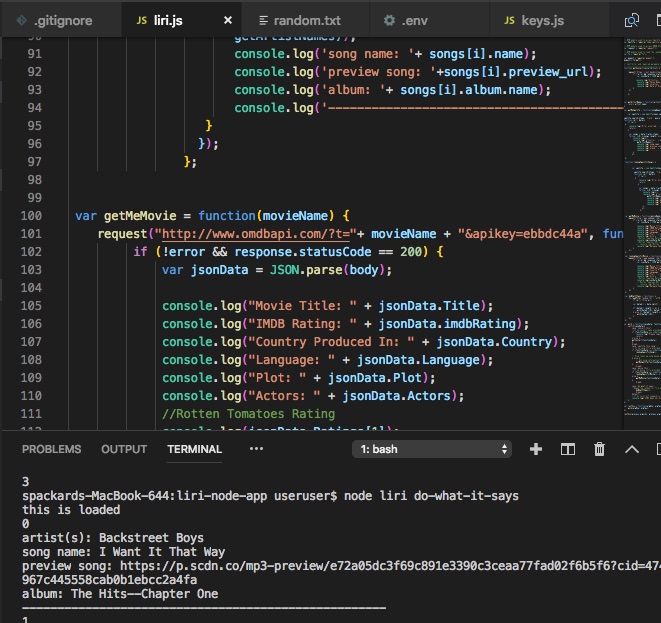 .gitignore
JS liri.js ×
random.txt
.env
JS keys.js
90 getArtistNames));
91 console.log('song name: '+ songs[i].name);
92 console.log('preview song: '+songs[i].preview_url);
93 console.log('album: '+ songs[i].album.name);
94 console.log('-----------------------------------------
95 }
96 });
97 };
98
99
100 var getMeMovie = function(movieName) {
101 request("http://www.omdbapi.com/?t="+ movieName + "&apikey=ebbdc44a", fun
102 if (!error && response.statusCode == 200) {
103 var jsonData = JSON.parse(body);
104
105 console.log("Movie Title: " + jsonData.Title);
106 console.log("IMDB Rating: " + jsonData.imdbRating);
107 console.log("Country Produced In: " + jsonData.Country);
108 console.log("Language: " + jsonData.Language);
109 console.log("Plot: " + jsonData.Plot);
110 console.log("Actors: " + jsonData.Actors);
111 //Rotten Tomatoes Rating
112 console.log(jsonData.Ratings[1]);
PROBLEMS OUTPUT TERMINAL ••• 1: bash
3
spackards-MacBook-644:liri-node-app useruser$ node liri do-what-it-says
this is loaded
0
artist(s): Backstreet Boys
song name: I Want It That Way
preview song: https://p.scdn.co/mp3-preview/e72a05dc3f69c891e3390c3ceaa77fad02f6b5f6?cid=474
967c445558cab0b1ebcc2a4fa
album: The Hits--Chapter One
----------------------------------------------------
1